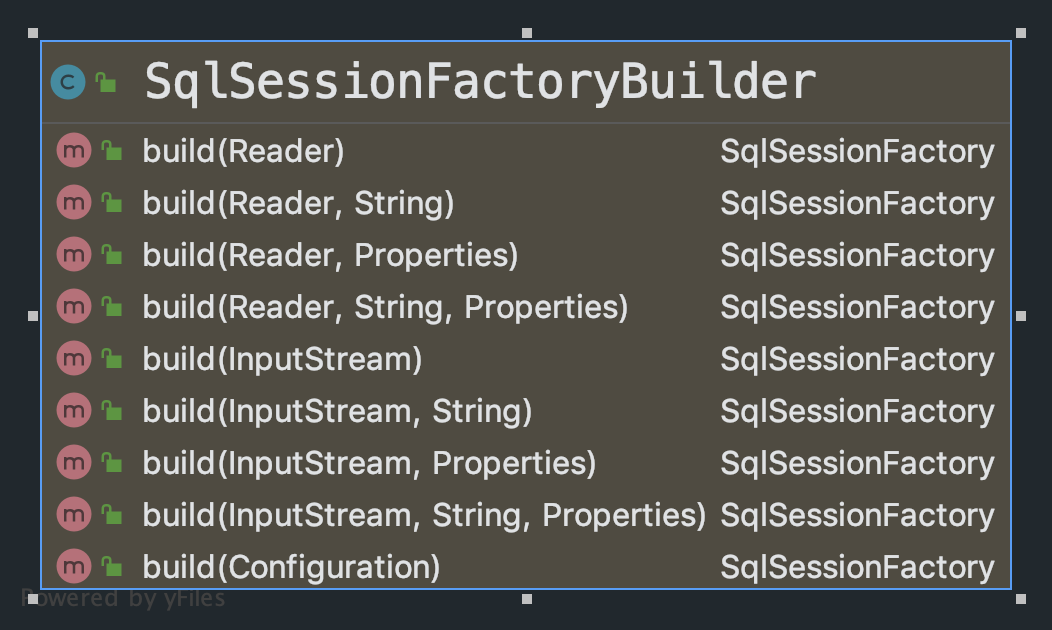 C SqlSessionFactoryBuilder
m build(Reader) SqlSessionFactory
m build(Reader, String) SqlSessionFactory
m build(Reader, Properties) SqlSessionFactory
m build(Reader, String, Properties) SqlSessionFactory
m build(InputStream) SqlSessionFactory
m build(InputStream, String) SqlSessionFactory
m build(InputStream, Properties) SqlSessionFactory
m build(InputStream, String, Properties) SqlSessionFactory
m build(Configuration) SqlSessionFactory
Powered by yFiles